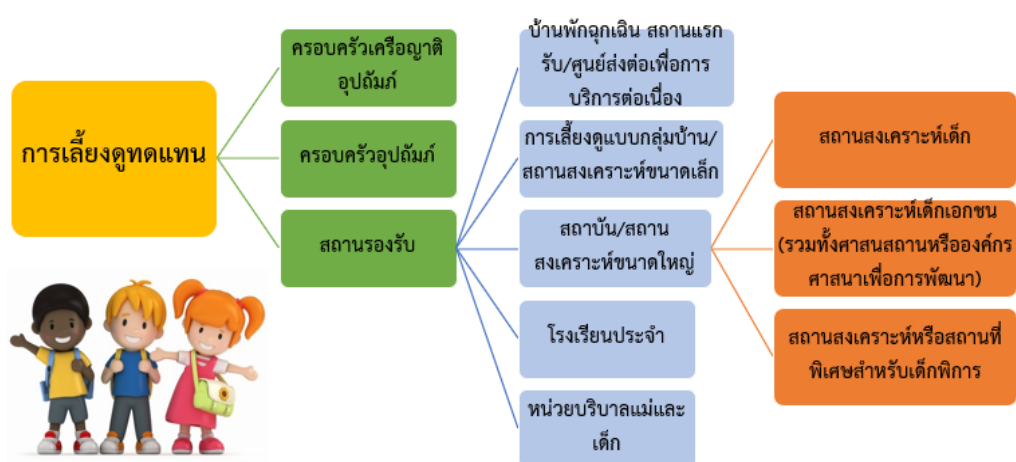 การเลี้ยงดูทดแทน
ครอบครัวเครือญาติ
อุปถัมภ์
ครอบครัวอุปถัมภ์
สถานรองรับ
บ้านพักฉุกเฉิน สถานแรก
รับ/ศูนย์ส่งต่อเพื่อการ
บริการต่อเนื่อง
การเลี้ยงดูแบบกลุ่มบ้าน/
สถานสงเคราะห์ขนาดเล็ก
สถาบัน/สถาน
สงเคราะห์ขนาดใหญ่
โรงเรียนประจำ
หน่วยบริบาลแม่และ
เด็ก
สถานสงเคราะห์เด็ก
สถานสงเคราะห์เด็กเอกชน
(รวมทั้งศาสนสถานหรือองค์กร
ศาสนาเพื่อการพัฒนา)
สถานสงเคราะห์หรือสถานที่
พิเศษสำหรับเด็กพิการ